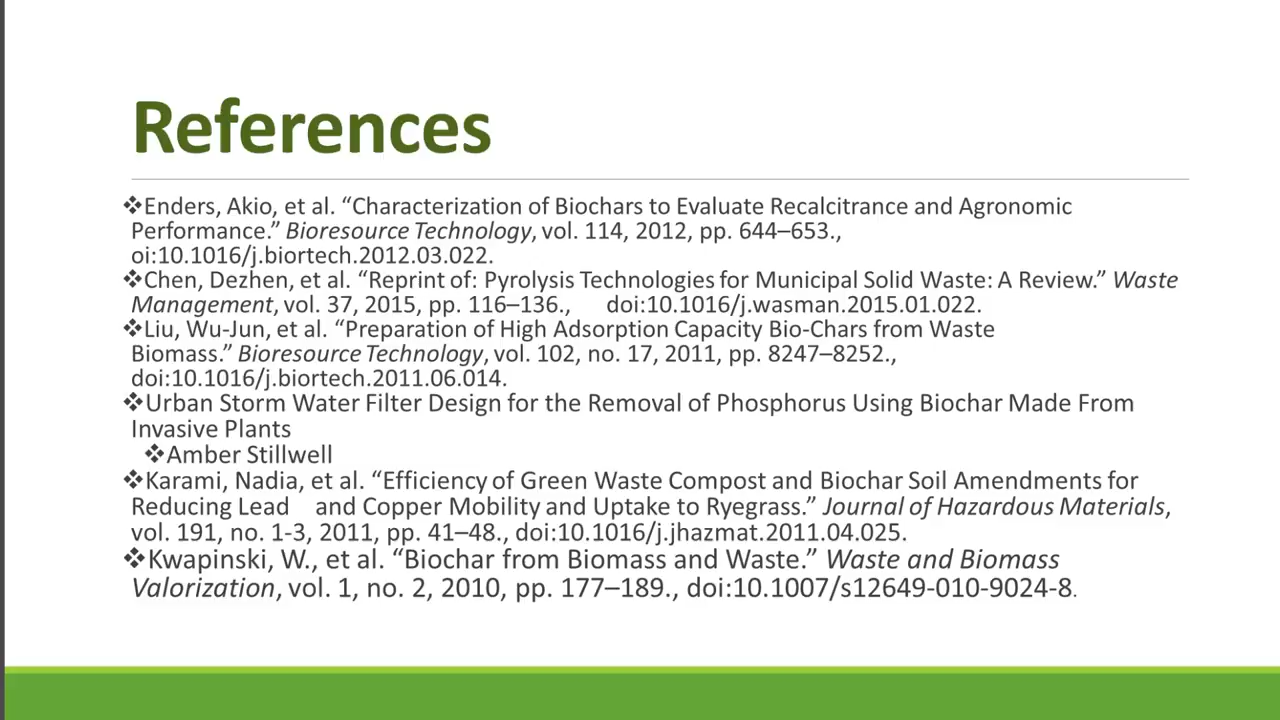 References
❖Enders, Akio, et al. “Characterization of Biochars to Evaluate Recalcitrance and Agronomic
Performance.” Bioresource Technology, vol. 114, 2012, pp. 644–653.,
oi:10.1016/j.biortech.2012.03.022.
❖Chen, Dezhen, et al. “Reprint of: Pyrolysis Technologies for Municipal Solid Waste: A Review.” Waste
Management, vol. 37, 2015, pp. 116–136., doi:10.1016/j.wasman.2015.01.022.
❖Liu, Wu-Jun, et al. “Preparation of High Adsorption Capacity Bio-Chars from Waste
Biomass.” Bioresource Technology, vol. 102, no. 17, 2011, pp. 8247–8252.,
doi:10.1016/j.biortech.2011.06.014.
❖Urban Storm Water Filter Design for the Removal of Phosphorus Using Biochar Made From
Invasive Plants
❖Amber Stillwell
❖Karami, Nadia, et al. “Efficiency of Green Waste Compost and Biochar Soil Amendments for
Reducing Lead and Copper Mobility and Uptake to Ryegrass.” Journal of Hazardous Materials,
vol. 191, no. 1-3, 2011, pp. 41–48., doi:10.1016/j.jhazmat.2011.04.025.
❖Kwapinski, W., et al. “Biochar from Biomass and Waste.” Waste and Biomass
Valorization, vol. 1, no. 2, 2010, pp. 177–189., doi:10.1007/s12649-010-9024-8.